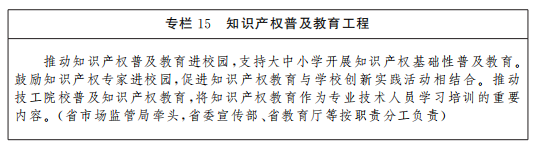 专栏 15 知识产权普及教育工程
推动知识产权普及教育进校园,支持大中小学开展知识产权基础性普及教育。
鼓励知识产权专家进校园,促进知识产权教育与学校创新实践活动相结合。推动
技工院校普及知识产权教育,将知识产权教育作为专业技术人员学习培训的重要
内容。(省市场监管局牵头,省委宣传部、省教育厅等按职责分工负责)